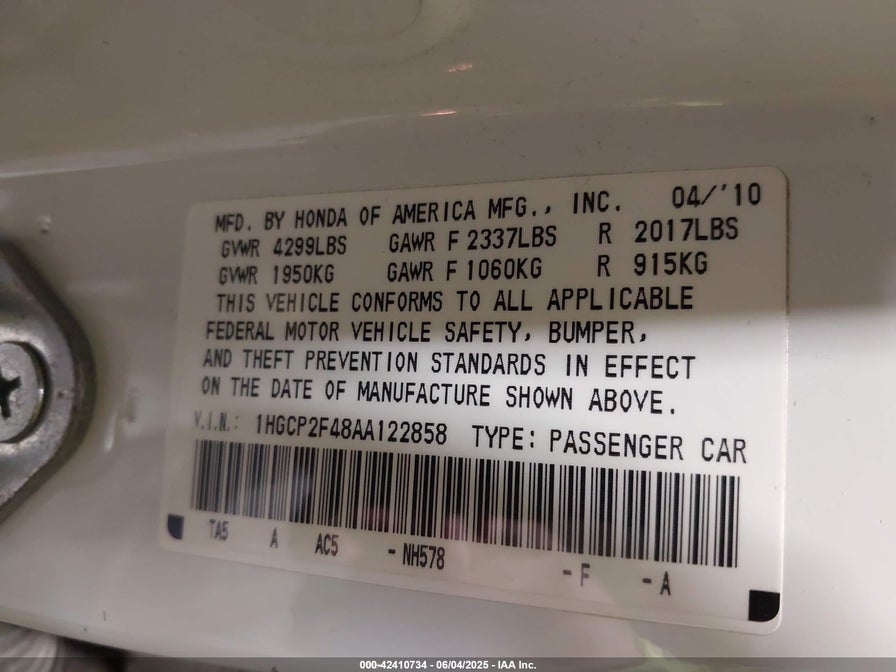 MFD. BY HONDA OF AMERICA MFG., INC. 04/'10
GVWR 4299LBS GAWR F 2337LBS R 2017LBS
GVWR 1950KG GAWR F 1060KG R 915KG
THIS VEHICLE CONFORMS TO ALL APPLICABLE
FEDERAL MOTOR VEHICLE SAFETY, BUMPER,
AND THEFT PREVENTION STANDARDS IN EFFECT
ON THE DATE OF MANUFACTURE SHOWN ABOVE.
V.I.N.: 1HGCP2F48AA122858 TYPE: PASSENGER CAR
TA5 A AC5 - NH578 - F - A
000-42410734 - 06/04/2025 - IAA Inc.